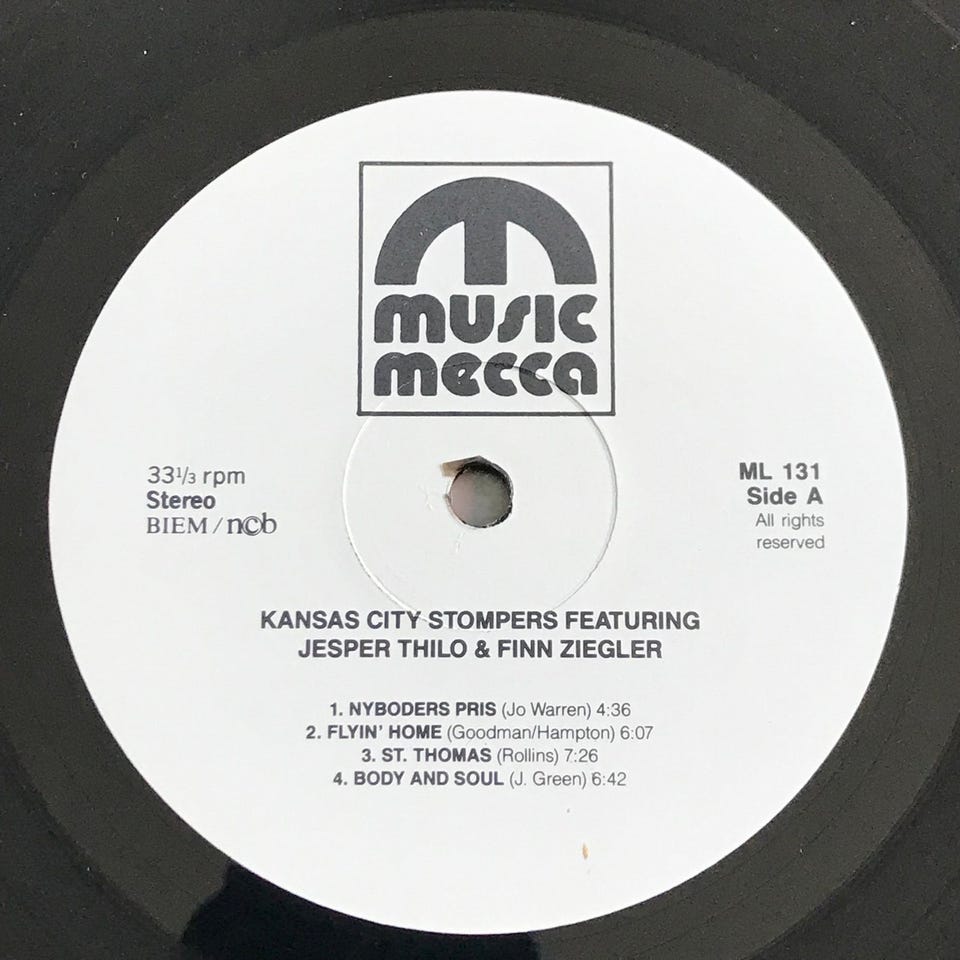 music
mecca
33 1/3 rpm
Stereo
BIEM/ncb
ML 131
Side A
All rights
reserved
KANSAS CITY STOMPERS FEATURING
JESPER THILO & FINN ZIEGLER
1. NYBODERS PRIS (Jo Warren) 4:36
2. FLYIN' HOME (Goodman/Hampton) 6:07
3. ST. THOMAS (Rollins) 7:26
4. BODY AND SOUL (J. Green) 6:42